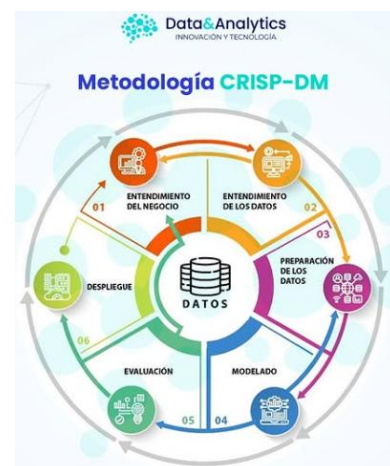 Data&Analytics
INNOVACIÓN Y TECNOLOGÍA
Metodología CRISP-DM
01
ENTENDIMIENTO
DEL NEGOCIO
ENTENDIMIENTO
DE LOS DATOS
02
03
PREPARACIÓN
DE LOS
DATOS
DATOS
MODELADO
04
05
EVALUACIÓN
06
DESPLIEGUE